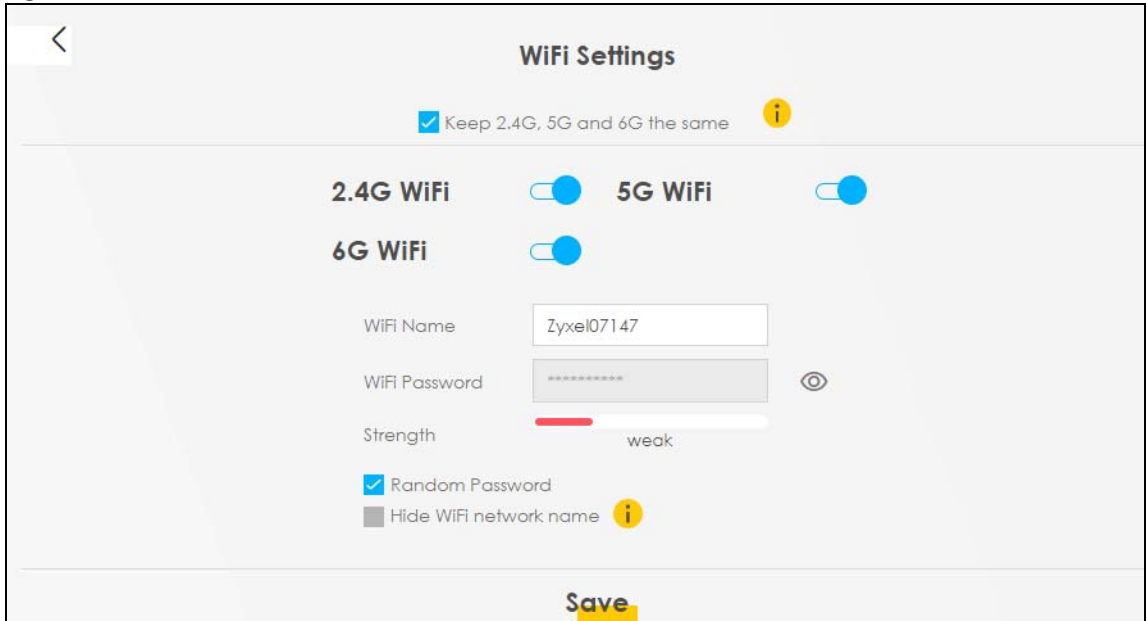 WiFi Settings
Keep 2.4G, 5G and 6G the same i
2.4G WiFi 5G WiFi
6G WiFi
WiFi Name Zyxel07147
WiFi Password **********
Strength
weak
Random Password
Hide WiFi network name i
Save